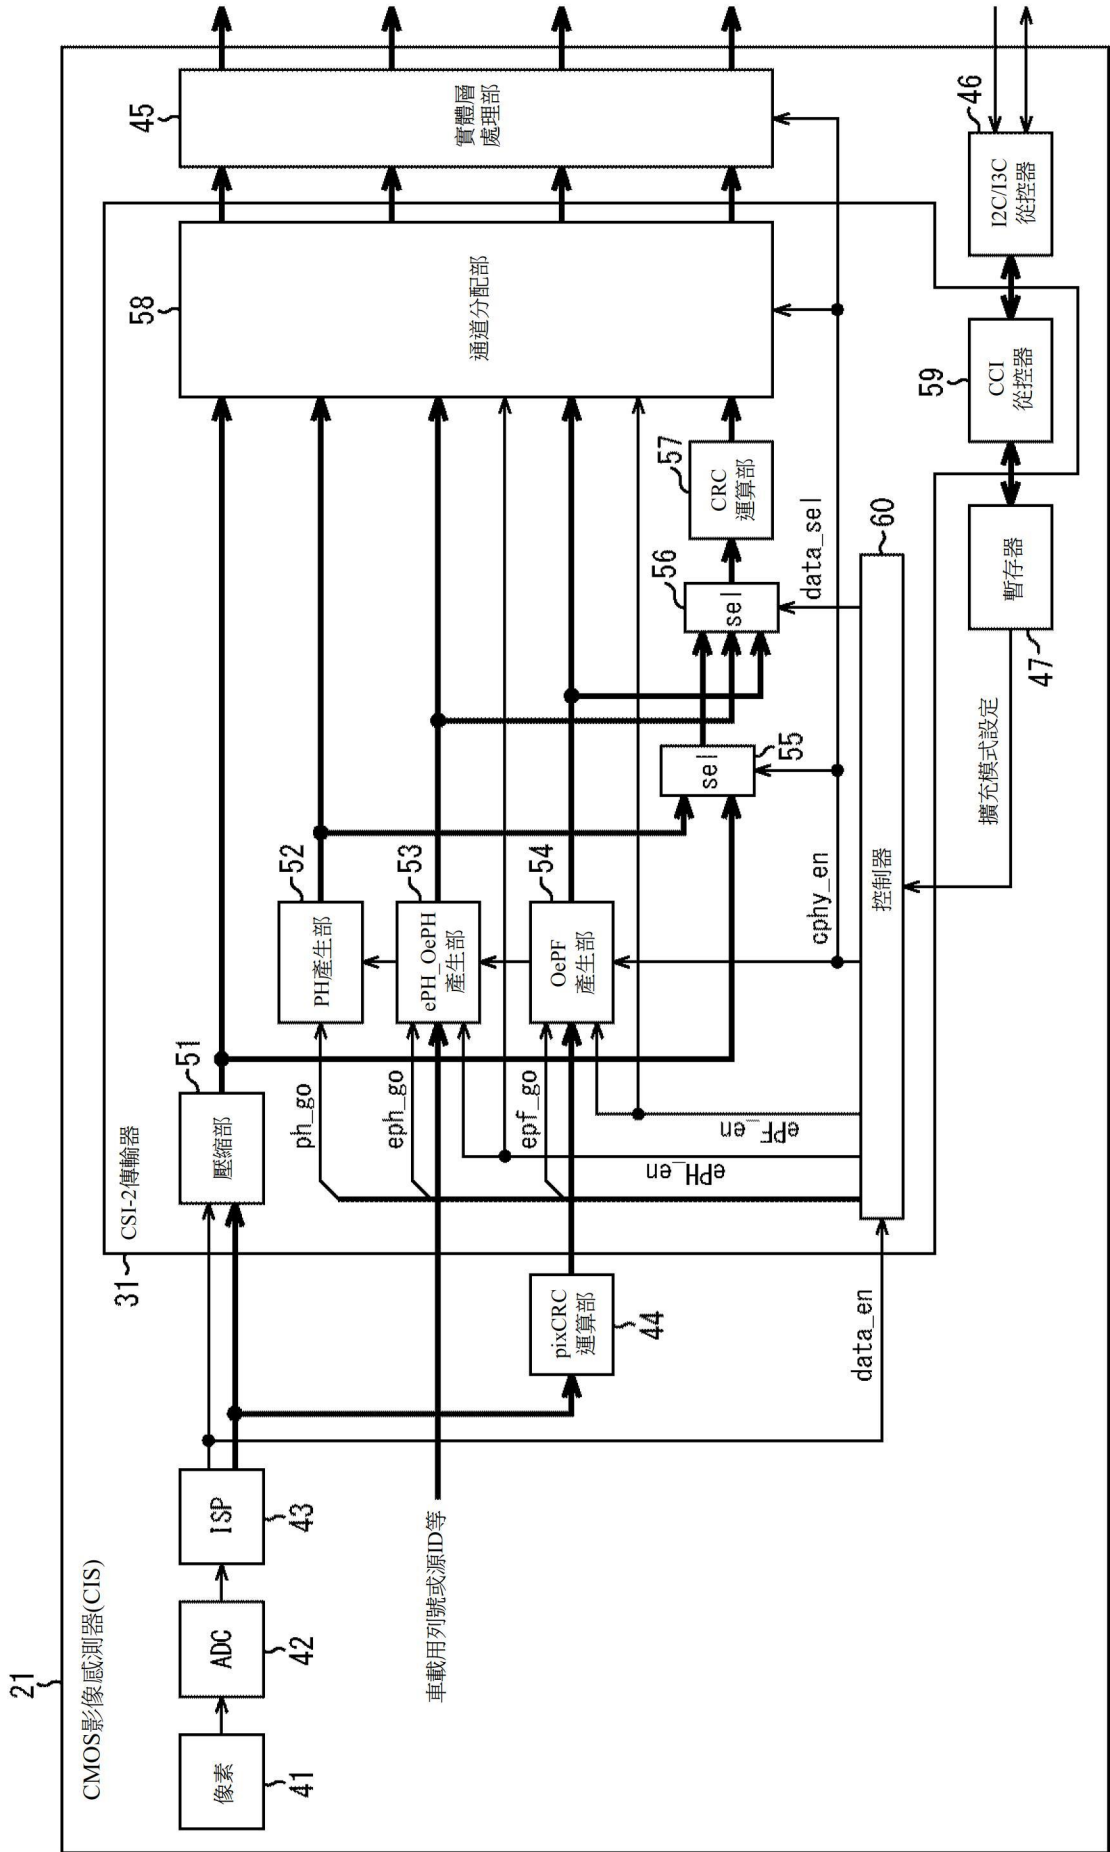 21
CMOS影像感測器(CIS)
31
CSI-2傳輸器
像素
41
ADC
42
ISP
43
壓縮部
51
車載用列號或源ID等
pixCRC
運算部
44
data_en
ph_go
eph_go
epf_go
ePH_en
ePF_en
PH產生部
52
ePH_OePH
產生部
53
OePF
產生部
54
cphy_en
sel
55
sel
56
data_sel
CRC
運算部
57
通道分配部
58
實體層
處理部
45
控制器
60
擴充模式設定
暫存器
47
CCI
從控器
59
I2C/I3C
從控器
46